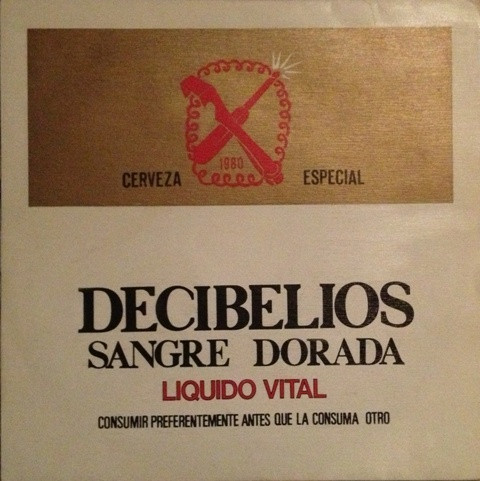 1980
CERVEZA ESPECIAL
DECIBELIOS
SANGRE DORADA
LIQUIDO VITAL
CONSUMIR PREFERENTEMENTE ANTES QUE LA CONSUMA OTRO